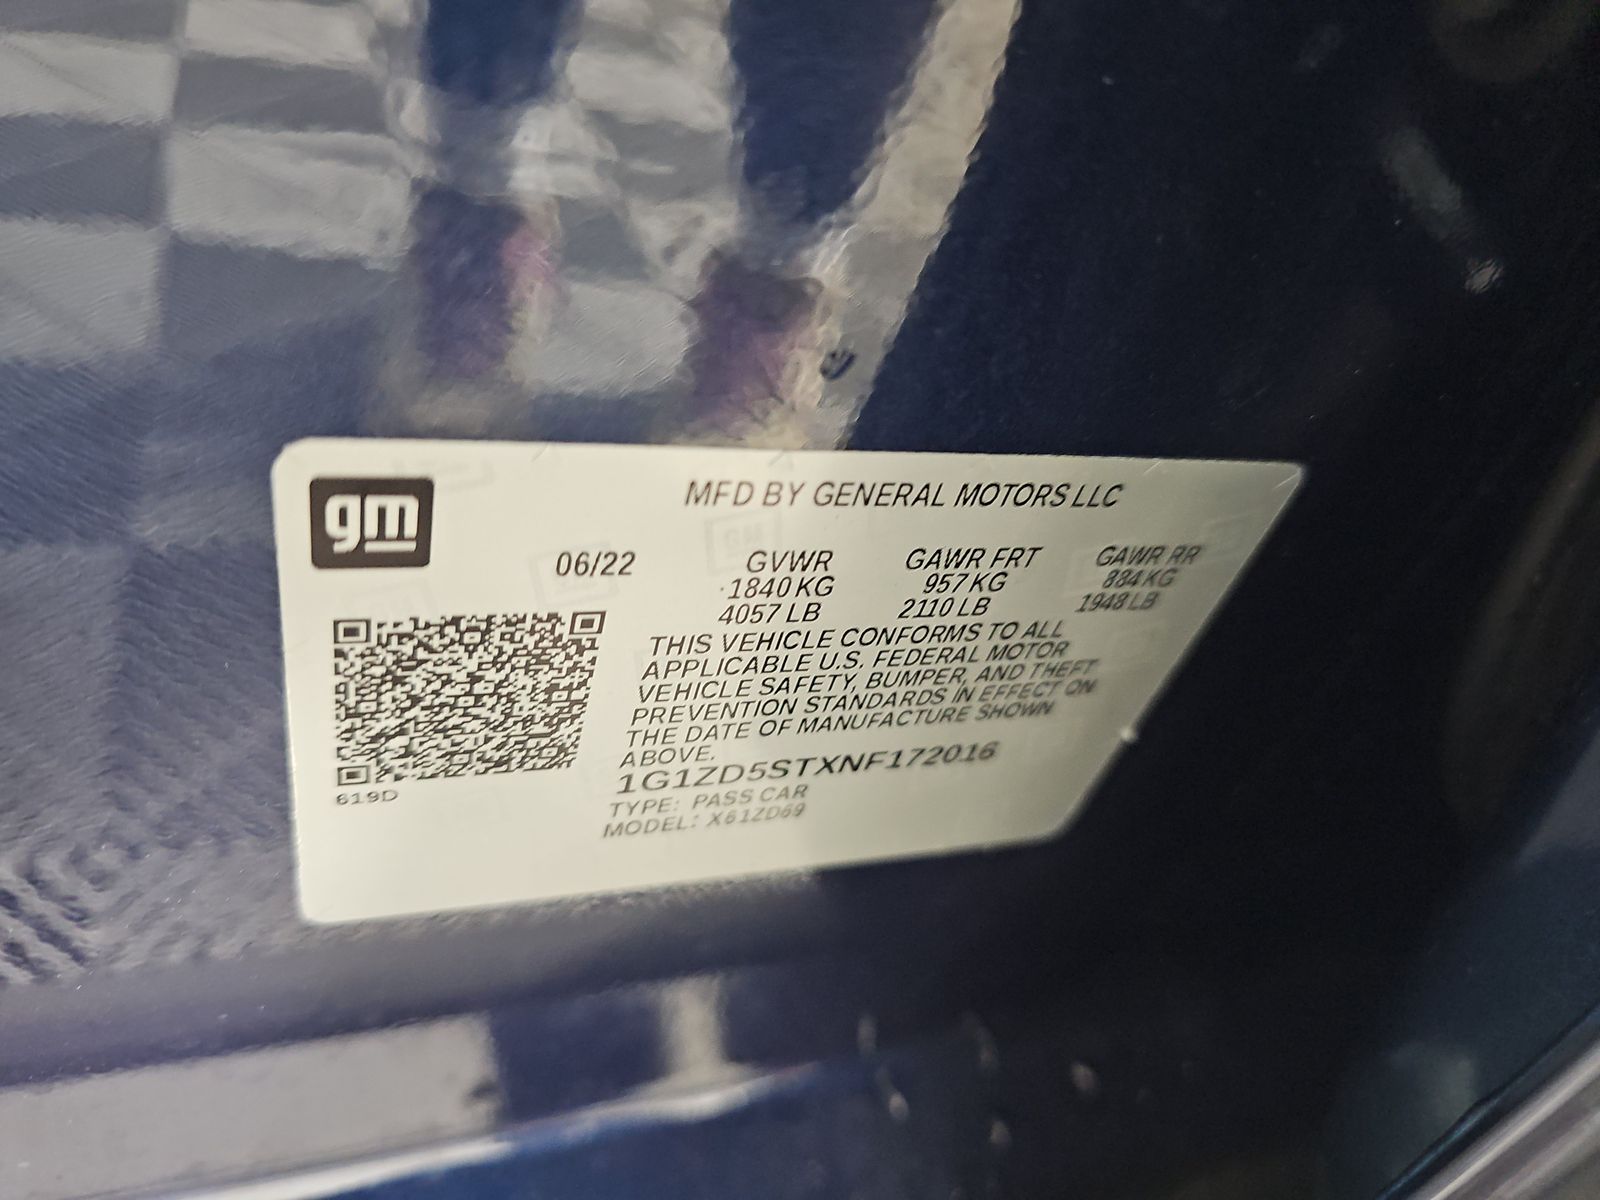 gm
MFD BY GENERAL MOTORS LLC
06/22 GVWR GAWR FRT GAWR RR
1840 KG 957 KG 884 KG
4057 LB 2110 LB 1948 LB
THIS VEHICLE CONFORMS TO ALL
APPLICABLE U.S. FEDERAL MOTOR
VEHICLE SAFETY, BUMPER, AND THEFT
PREVENTION STANDARDS IN EFFECT ON
THE DATE OF MANUFACTURE SHOWN
ABOVE.
1G1ZD5STXNF172016
TYPE: PASS CAR
MODEL: X61ZD69
619D